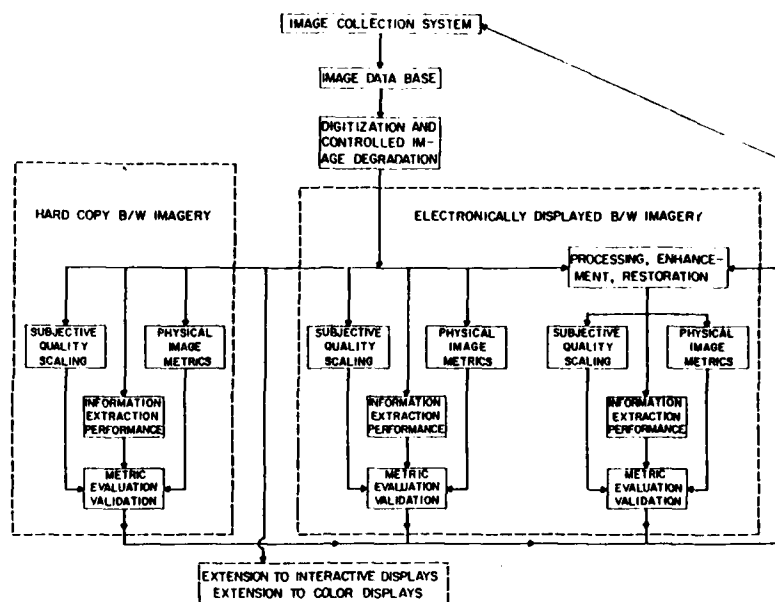 IMAGE COLLECTION SYSTEM
IMAGE DATA BASE
DIGITIZATION AND
CONTROLLED IM-
AGE DEGRADATION
HARD COPY B/W IMAGERY
ELECTRONICALLY DISPLAYED B/W IMAGERY
PROCESSING, ENHANCE-
MENT, RESTORATION
SUBJECTIVE
QUALITY
SCALING
PHYSICAL
IMAGE
METRICS
SUBJECTIVE
QUALITY
SCALING
PHYSICAL
IMAGE
METRICS
SUBJECTIVE
QUALITY
SCALING
PHYSICAL
IMAGE
METRICS
INFORMATION
EXTRACTION
PERFORMANCE
INFORMATION
EXTRACTION
PERFORMANCE
INFORMATION
EXTRACTION
PERFORMANCE
METRIC
EVALUATION
VALIDATION
METRIC
EVALUATION
VALIDATION
METRIC
EVALUATION
VALIDATION
EXTENSION TO INTERACTIVE DISPLAYS
EXTENSION TO COLOR DISPLAYS